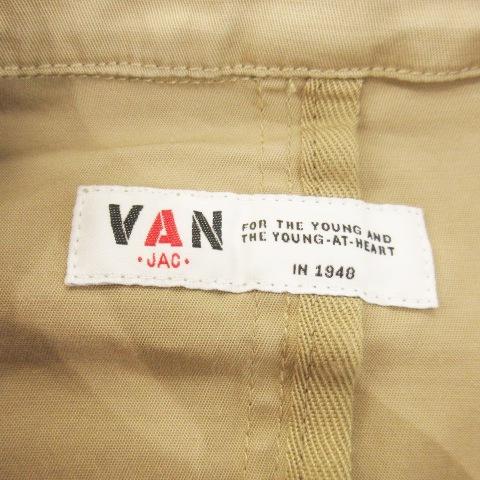 VAN
·JAC·
FOR THE YOUNG AND
THE YOUNG-AT-HEART
IN 1948